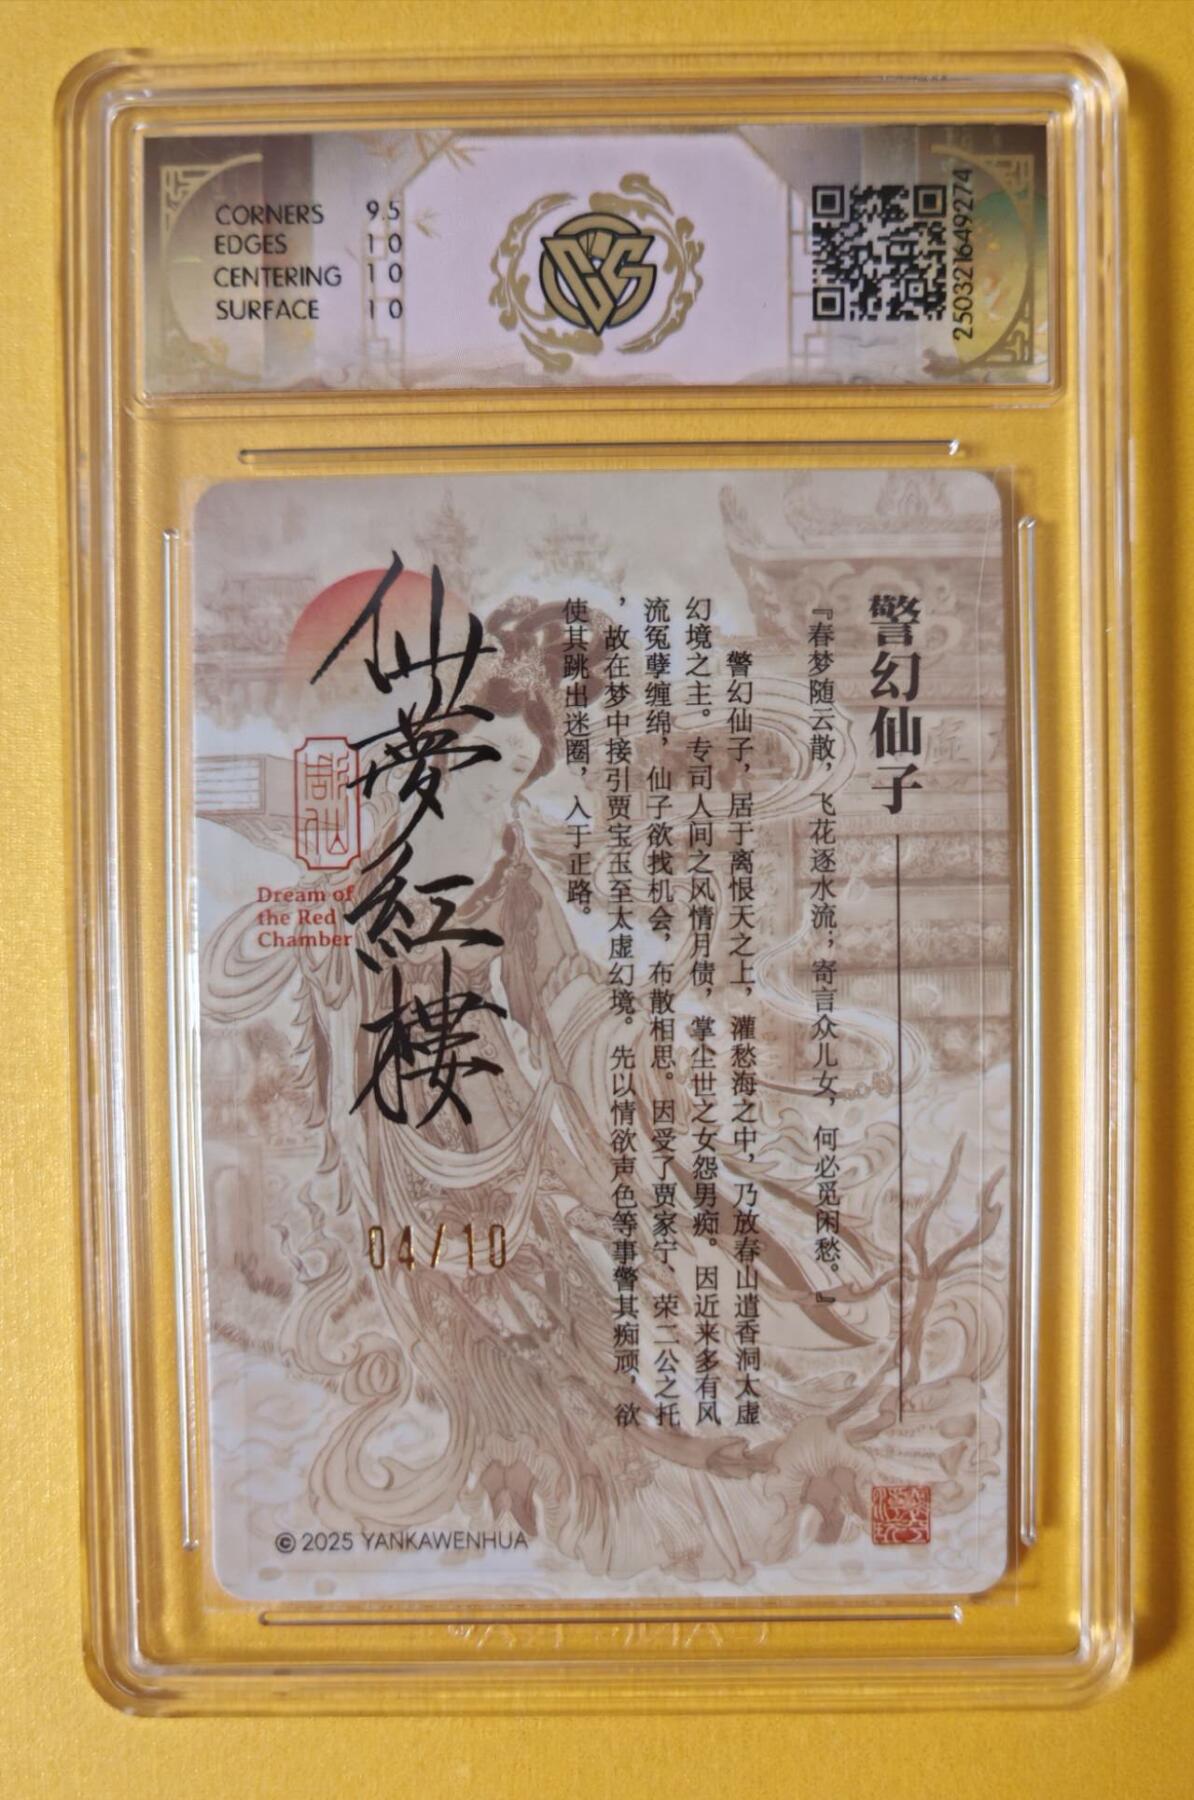 CORNERS 9.5
EDGES 10
CENTERING 10
SURFACE 10
CCS
250321649274
警幻仙子
『春梦随云散，飞花逐水流；寄言众儿女，何必觅闲愁。』
警幻仙子，居于离恨天之上，灌愁海之中，乃放春山遣香洞太虚
幻境之主。专司人间之风情月债，掌尘世之女怨男痴。因近来多有风
流冤孽缠绵，仙子欲找机会，布散相思。因受了贾家宁、荣二公之托
，故在梦中接引贾宝玉至太虚幻境。先以情欲声色等事警其痴顽，欲
使其跳出迷圈，入于正路。
仙夢紅樓
Dream of
the Red
Chamber
04/10
© 2025 YANKAWENHUA